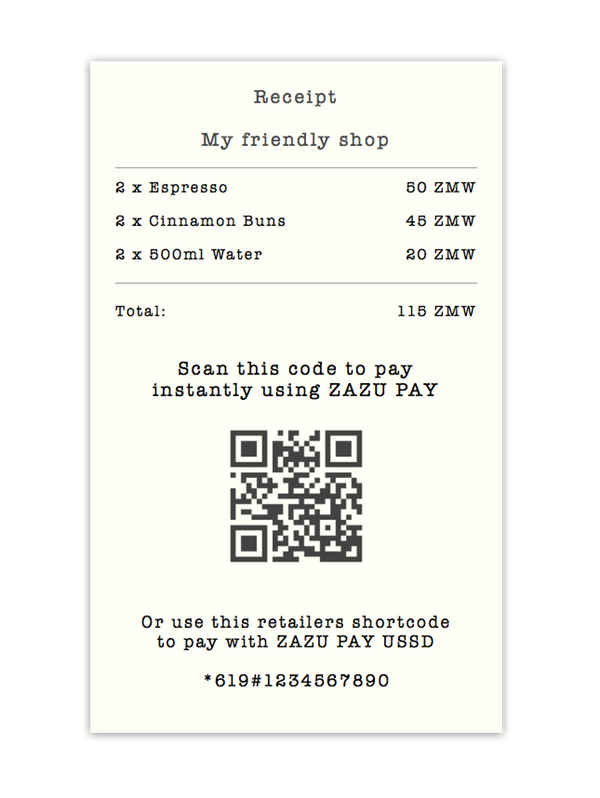 Receipt
My friendly shop
2 x Espresso 50 ZMW
2 x Cinnamon Buns 45 ZMW
2 x 500ml Water 20 ZMW
Total: 115 ZMW
Scan this code to pay
instantly using ZAZU PAY
Or use this retailers shortcode
to pay with ZAZU PAY USSD
*619#1234567890